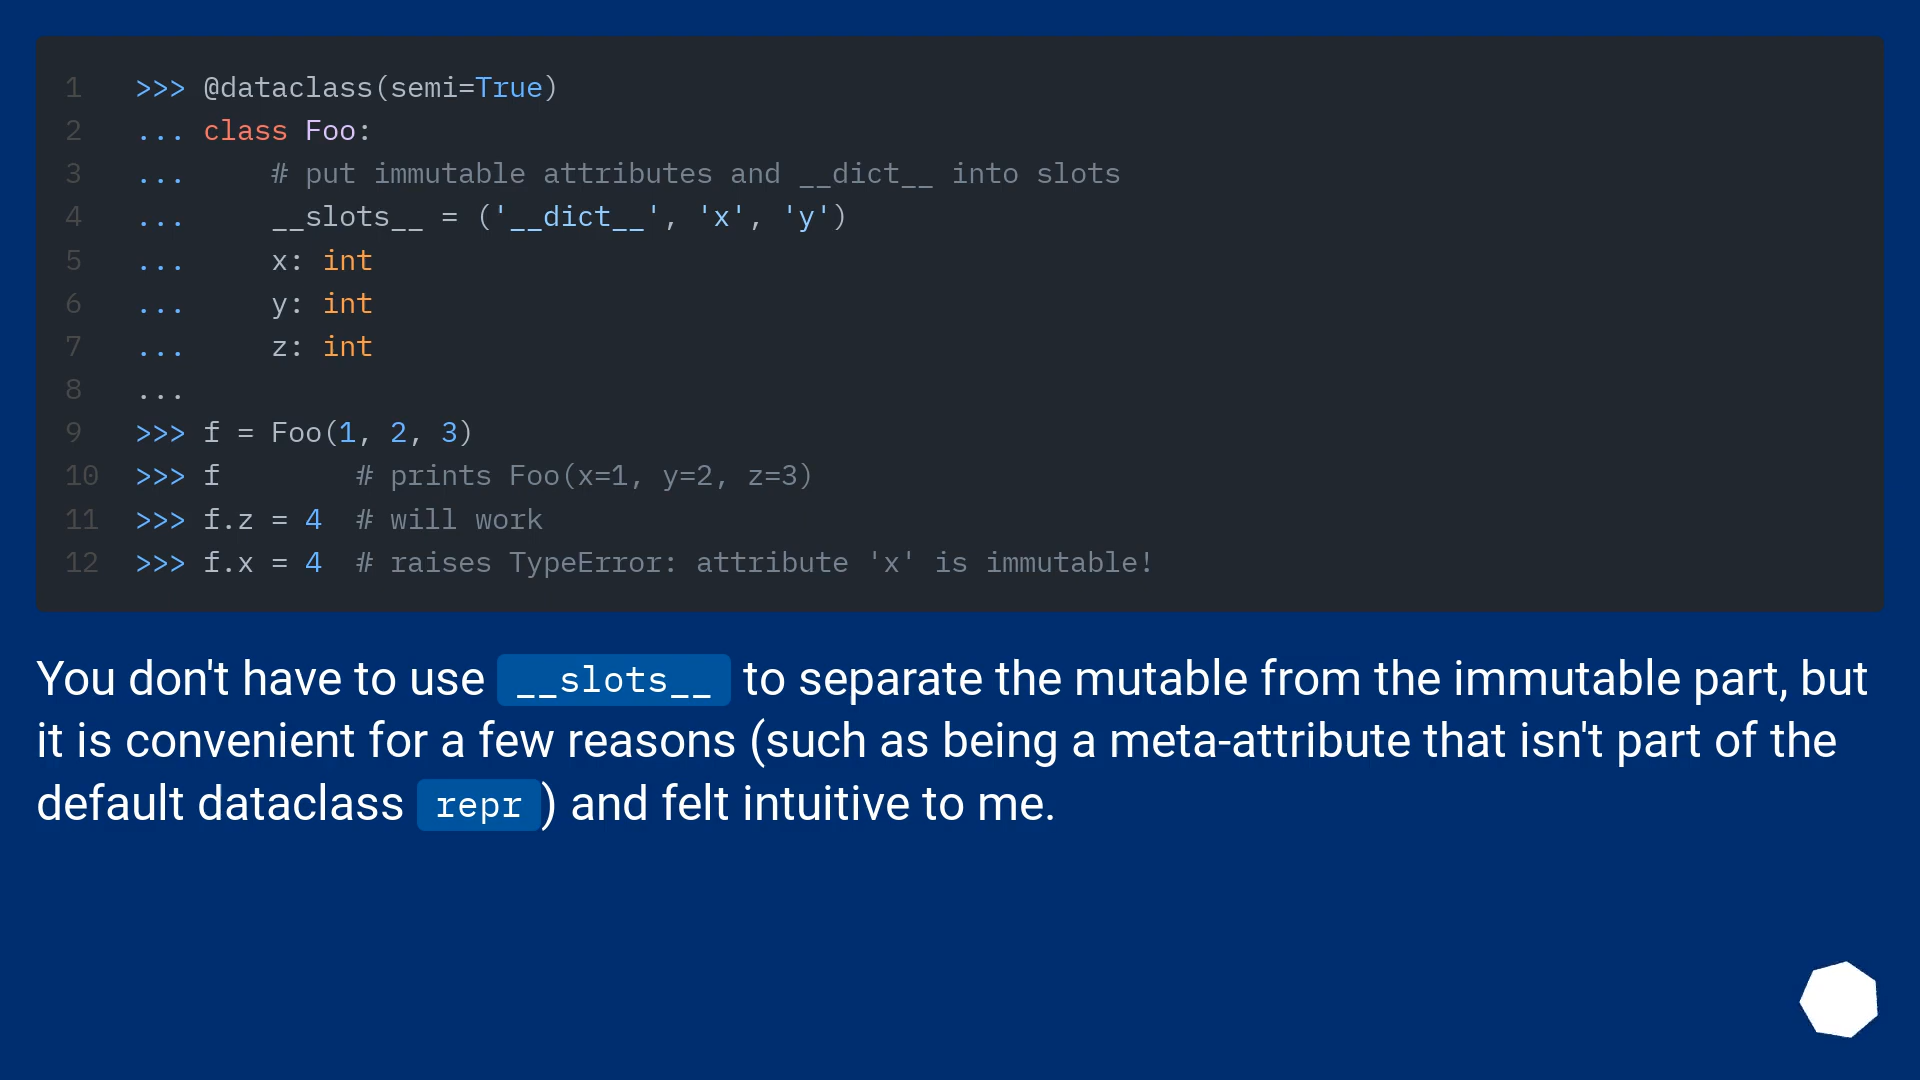 1 >>> @dataclass(semi=True)
2 ... class Foo:
3 ...     # put immutable attributes and __dict__ into slots
4 ...     __slots__ = ('__dict__', 'x', 'y')
5 ...     x: int
6 ...     y: int
7 ...     z: int
8 ...
9 >>> f = Foo(1, 2, 3)
10 >>> f        # prints Foo(x=1, y=2, z=3)
11 >>> f.z = 4  # will work
12 >>> f.x = 4  # raises TypeError: attribute 'x' is immutable!
You don't have to use __slots__ to separate the mutable from the immutable part, but
it is convenient for a few reasons (such as being a meta-attribute that isn't part of the
default dataclass repr) and felt intuitive to me.